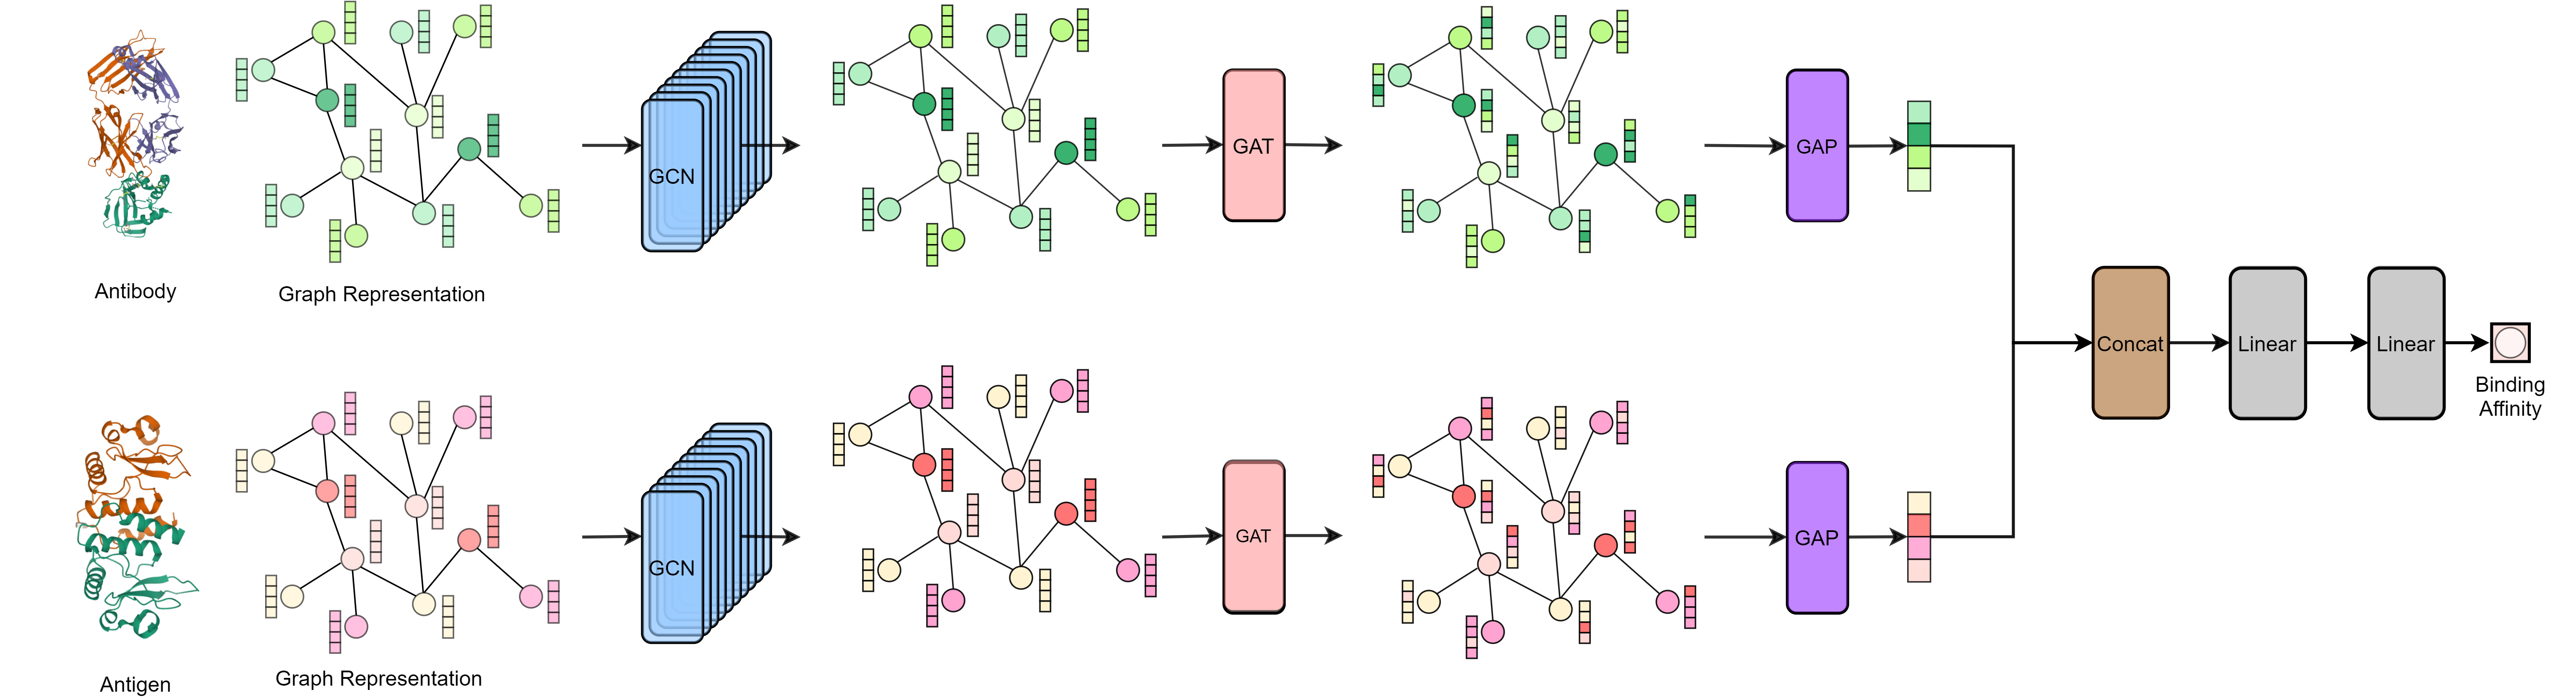 Antibody
Graph Representation
GCN
GAT
GAP
Concat
Linear
Linear
Binding
Affinity
Antigen
Graph Representation
GCN
GAT
GAP